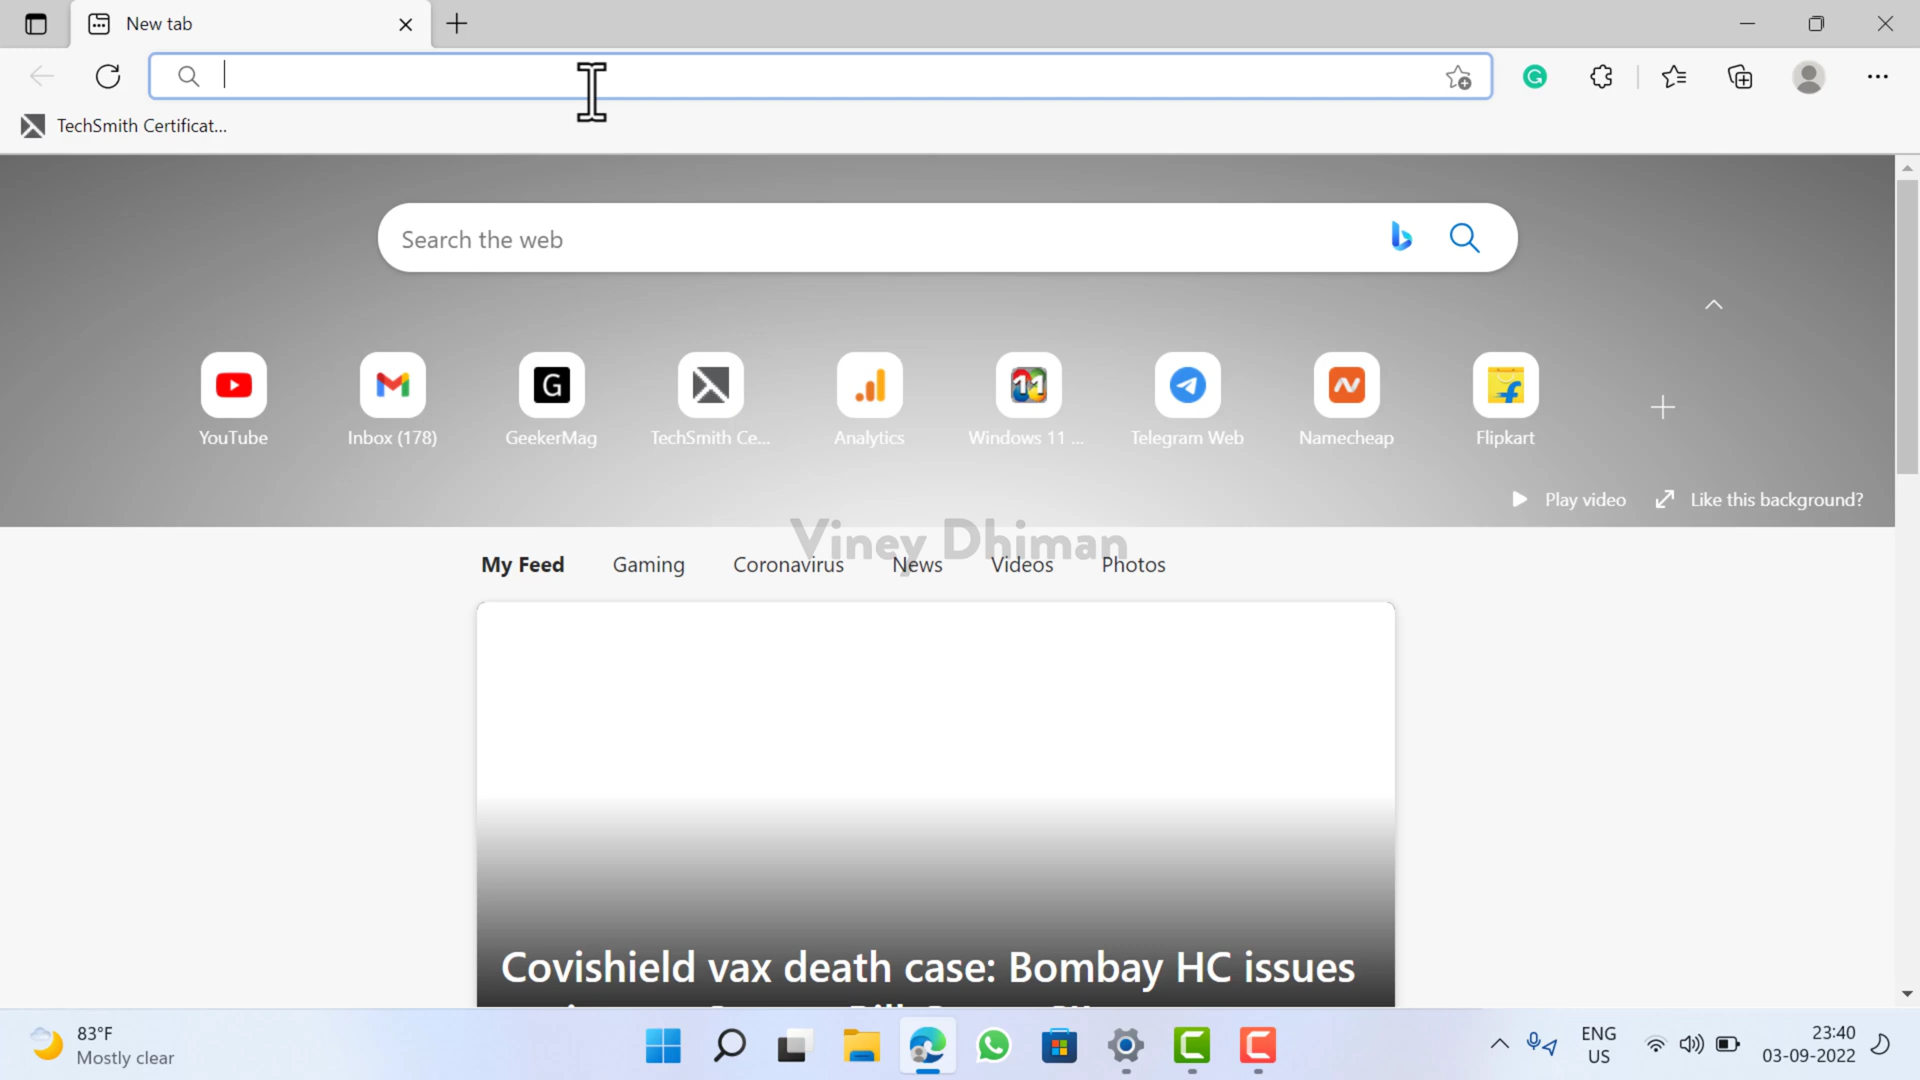 New tab
TechSmith Certificat...
Search the web
YouTube
Inbox (178)
GeekerMag
TechSmith Ce...
Analytics
Windows 11 ...
Telegram Web
Namecheap
Flipkart
Play video
Like this background?
Viney Dhiman
My Feed
Gaming
Coronavirus
News
Videos
Photos
Covishield vax death case: Bombay HC issues
83°F
Mostly clear
ENG
US
23:40
03-09-2022